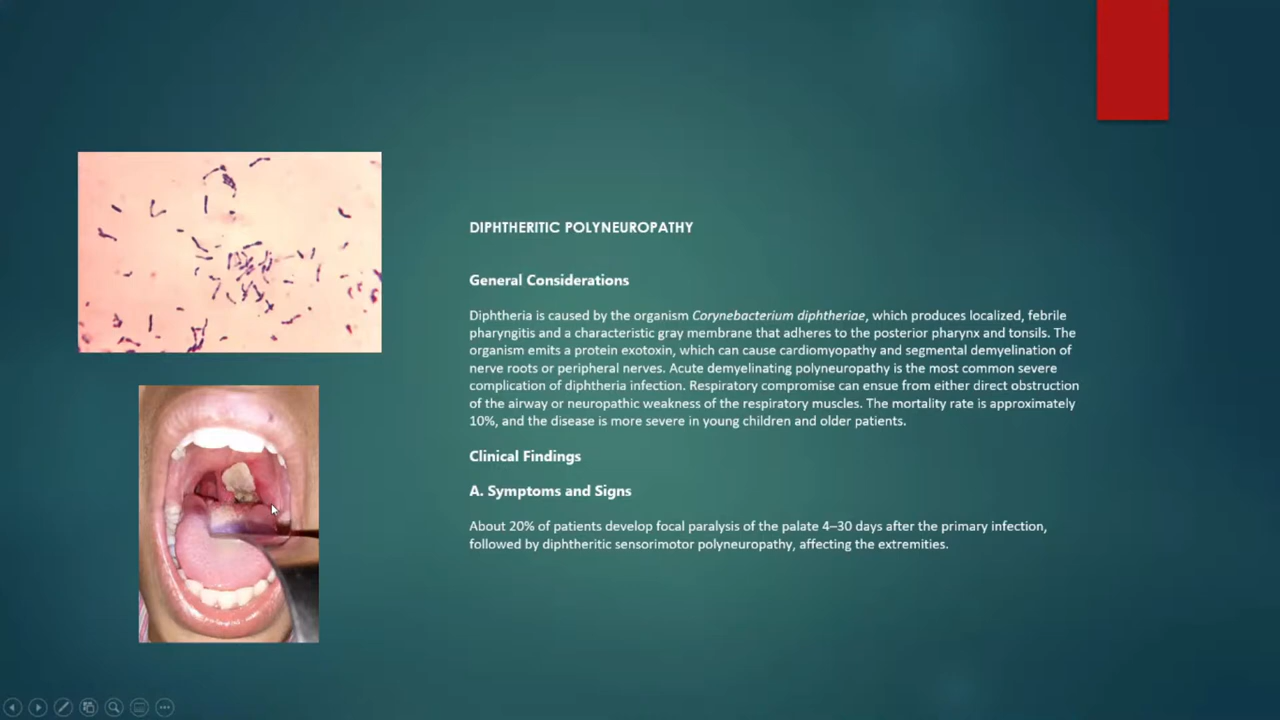 DIPHTHERITIC POLYNEUROPATHY
General Considerations
Diphtheria is caused by the organism Corynebacterium diphtheriae, which produces localized, febrile
pharyngitis and a characteristic gray membrane that adheres to the posterior pharynx and tonsils. The
organism emits a protein exotoxin, which can cause cardiomyopathy and segmental demyelination of
nerve roots or peripheral nerves. Acute demyelinating polyneuropathy is the most common severe
complication of diphtheria infection. Respiratory compromise can ensue from either direct obstruction
of the airway or neuropathic weakness of the respiratory muscles. The mortality rate is approximately
10%, and the disease is more severe in young children and older patients.
Clinical Findings
A. Symptoms and Signs
About 20% of patients develop focal paralysis of the palate 4–30 days after the primary infection,
followed by diphtheritic sensorimotor polyneuropathy, affecting the extremities.